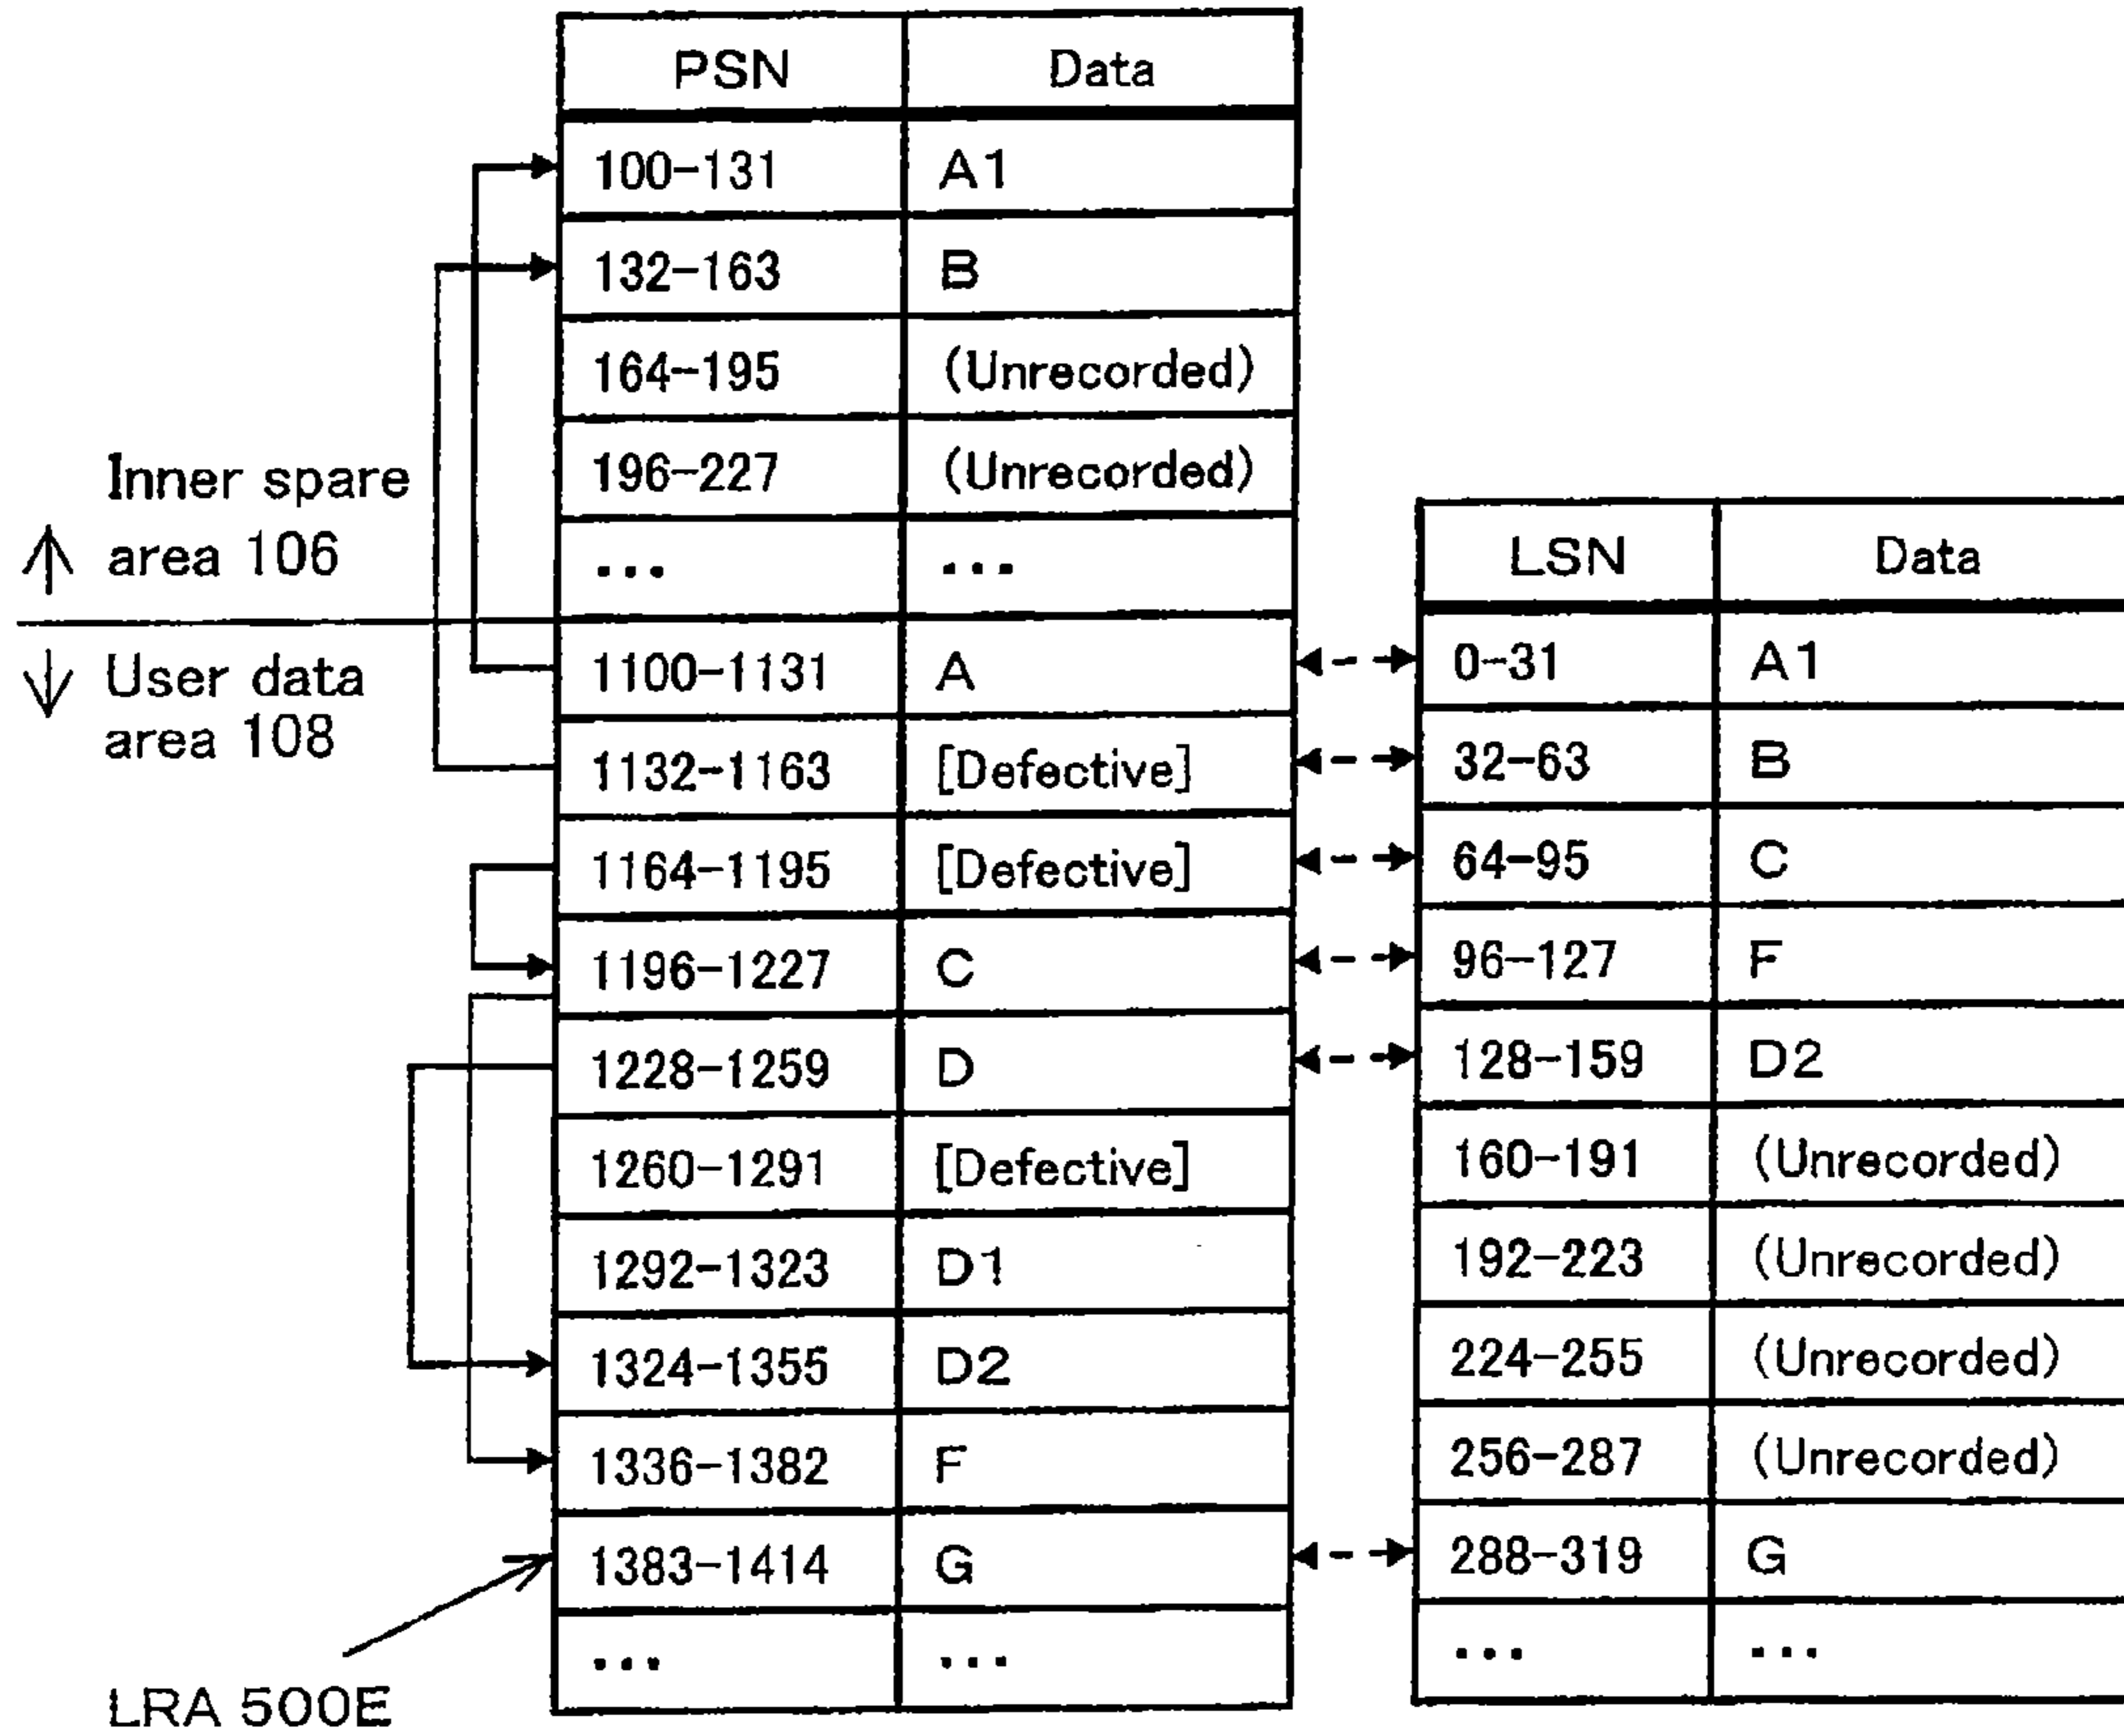 PSN Data
100-131 A1
132-163 B
164-195 (Unrecorded)
196-227 (Unrecorded)
... ...
1100-1131 A
1132-1163 [Defective]
1164-1195 [Defective]
1196-1227 C
1228-1259 D
1260-1291 [Defective]
1292-1323 D1
1324-1355 D2
1336-1382 F
1383-1414 G
... ...
Inner spare
area 106
User data
area 108
LRA 500E
LSN Data
0-31 A1
32-63 B
64-95 C
96-127 F
128-159 D2
160-191 (Unrecorded)
192-223 (Unrecorded)
224-255 (Unrecorded)
256-287 (Unrecorded)
288-319 G
... ...